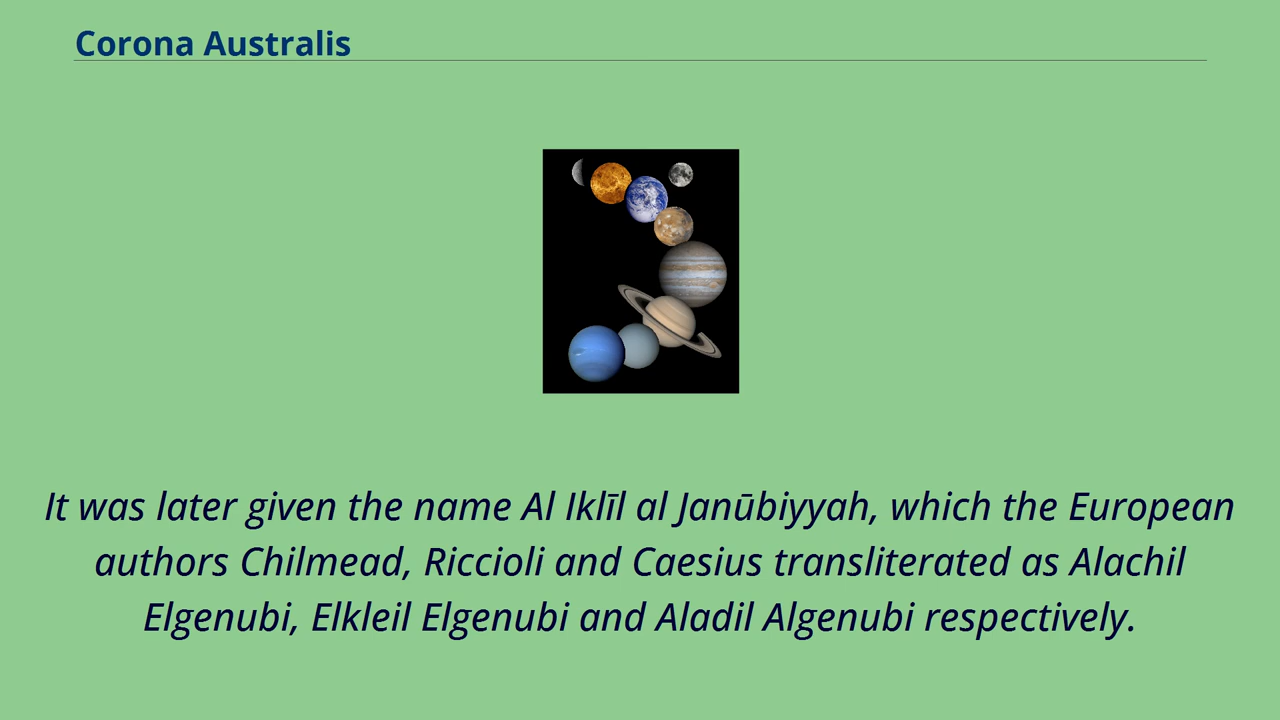 Corona Australis
It was later given the name Al Iklīl al Janūbiyyah, which the European
authors Chilmead, Riccioli and Caesius transliterated as Alachil
Elgenubi, Elkleil Elgenubi and Aladil Algenubi respectively.